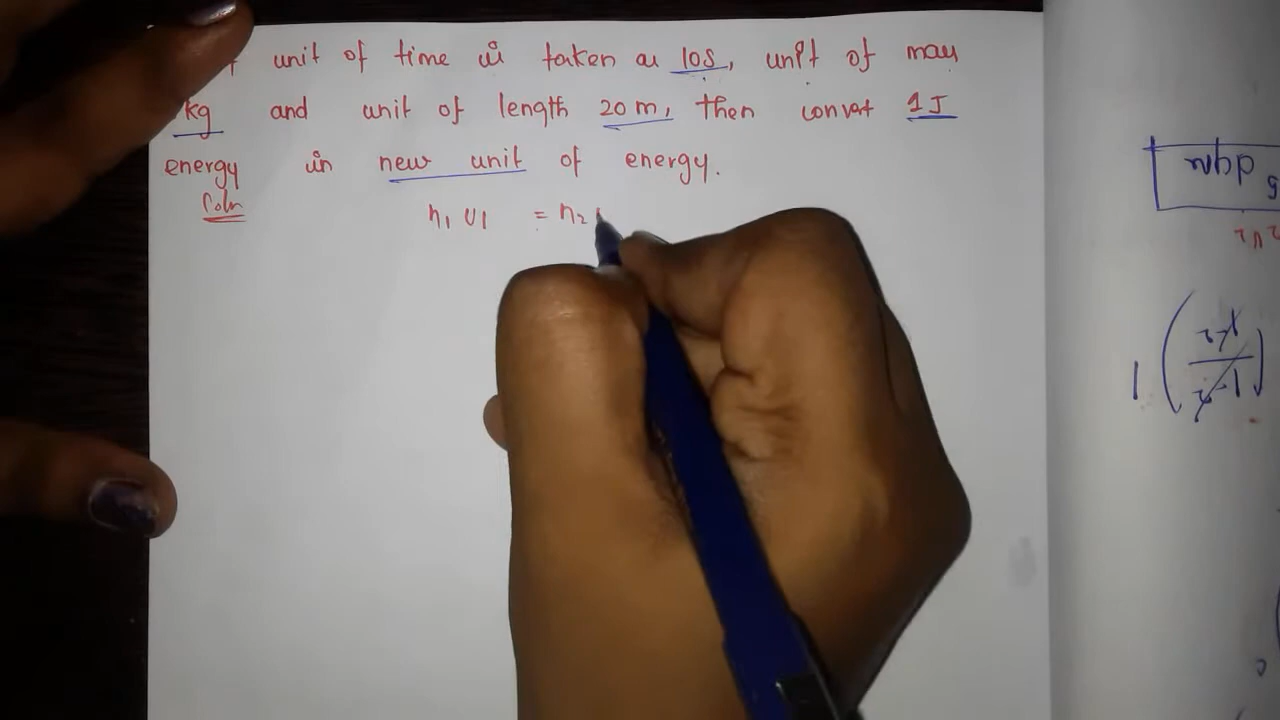 unit of time is taken as 10s, unit of mass
kg and unit of length 20 m, then convert 1 J
energy in new unit of energy.
Soln
n₁ u₁ = n₂